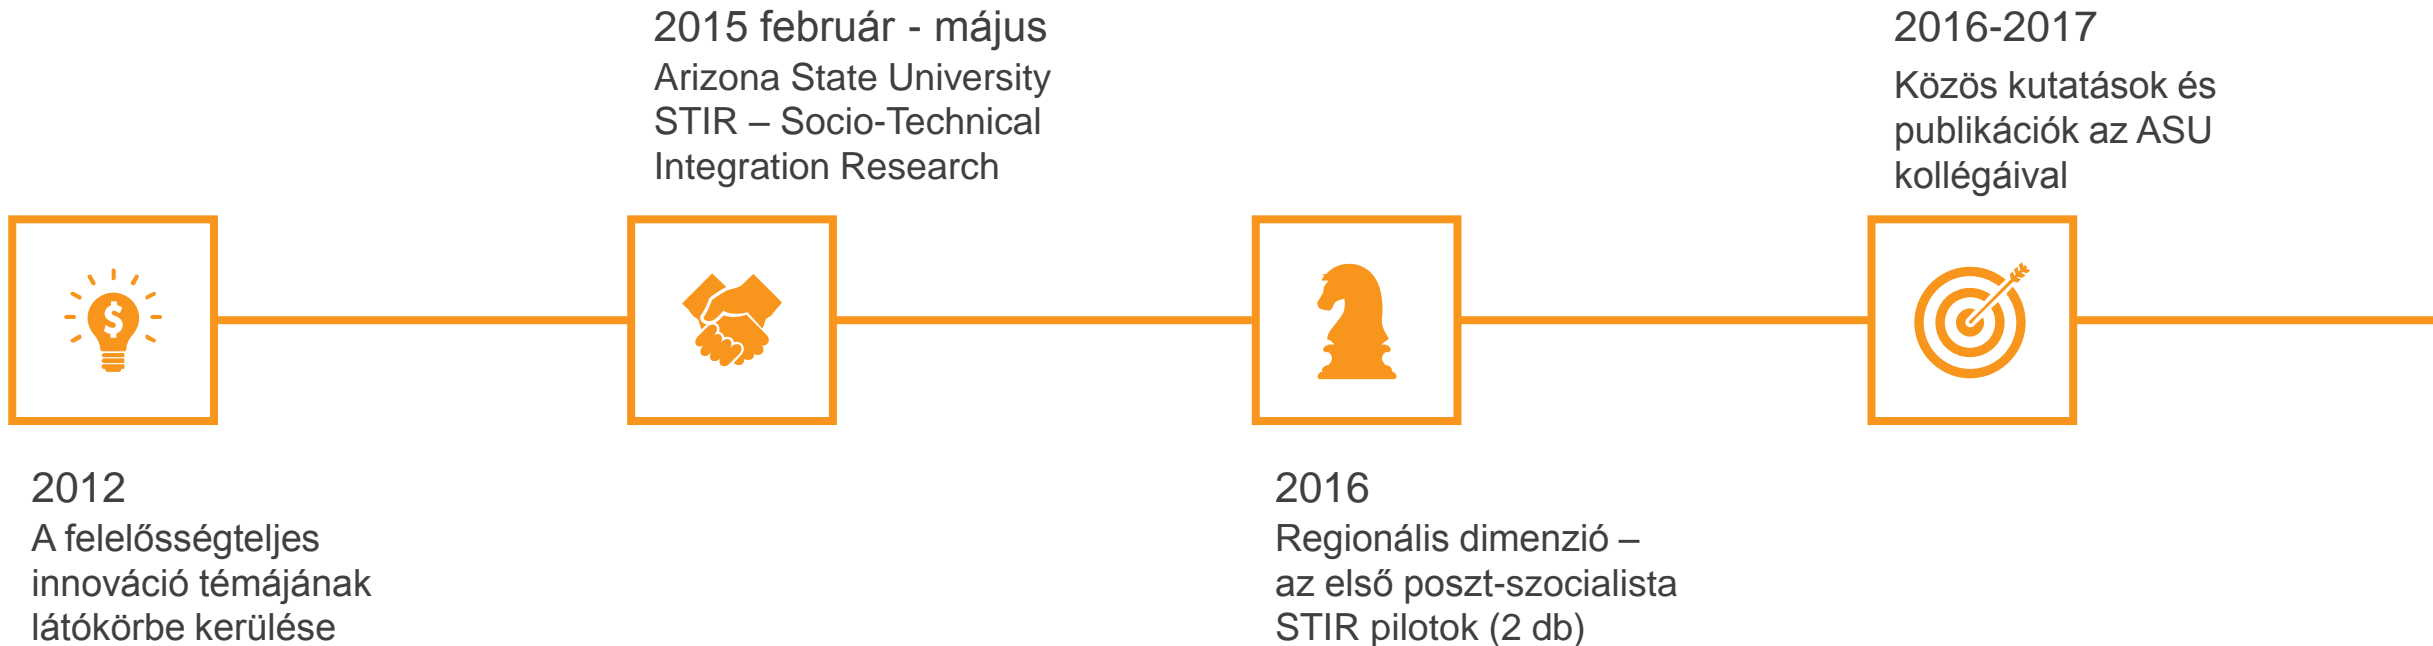 2012
A felelősségteljes
innováció témájának
látókörbe kerülése
2015 február - május
Arizona State University
STIR – Socio-Technical
Integration Research
2016
Regionális dimenzió –
az első poszt-szocialista
STIR pilotok (2 db)
2016-2017
Közös kutatások és
publikációk az ASU
kollégáival
$